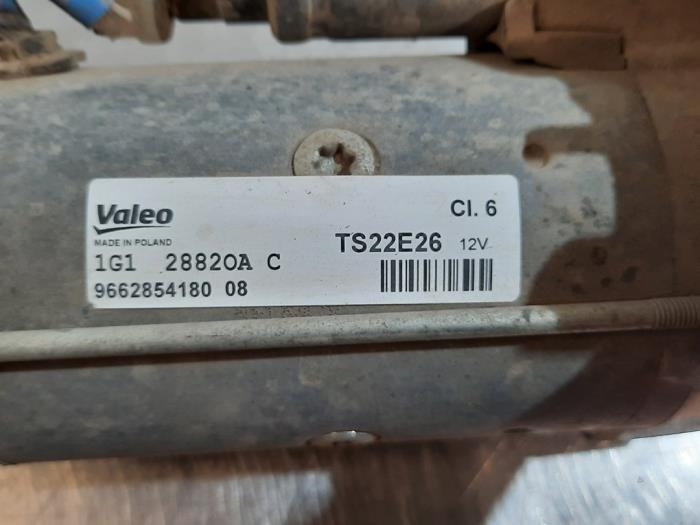 Valeo
Cl. 6
MADE IN POLAND
TS22E26 12V
1G1 28820A C
9662854180 08